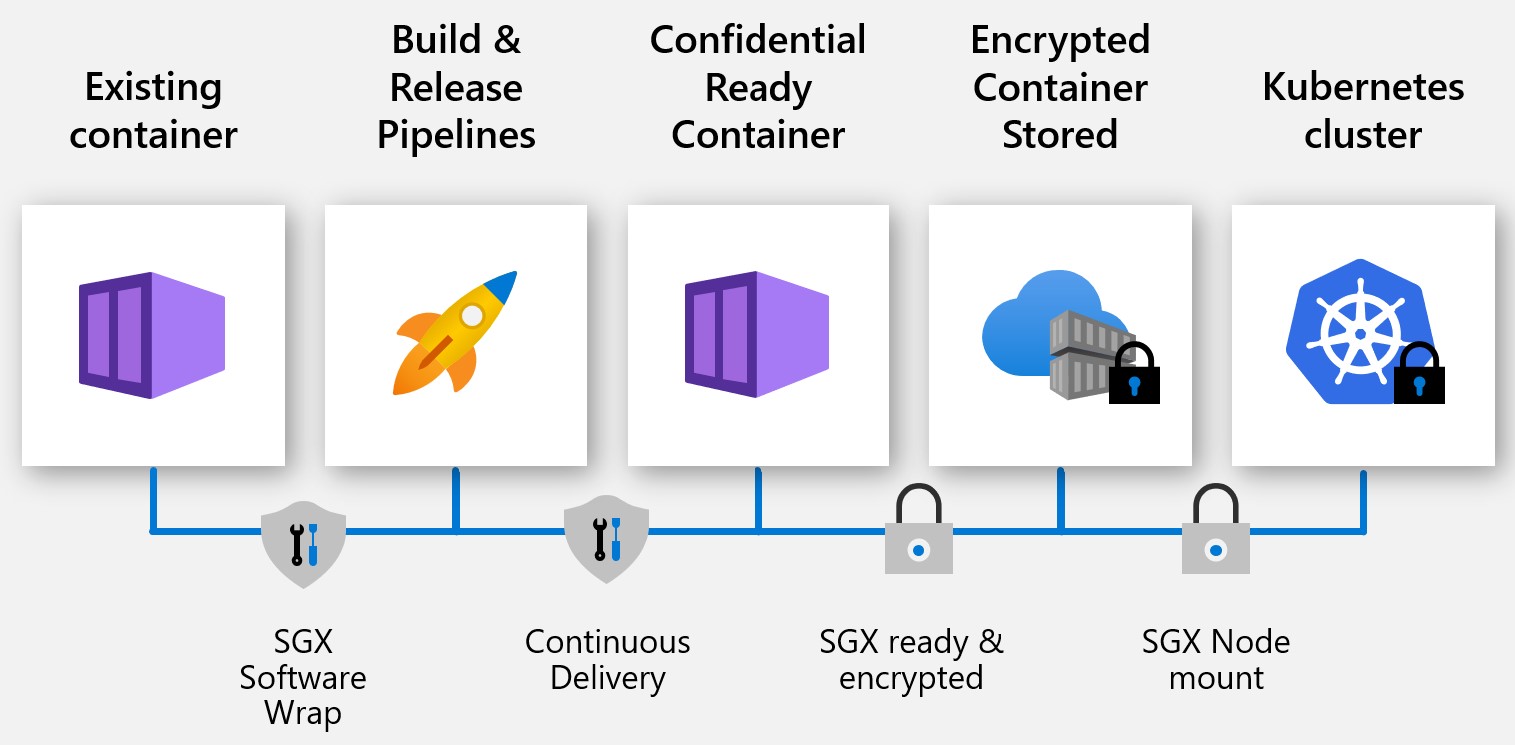 Existing
container
Build &
Release
Pipelines
Confidential
Ready
Container
Encrypted
Container
Stored
Kubernetes
cluster
SGX
Software
Wrap
Continuous
Delivery
SGX ready &
encrypted
SGX Node
mount